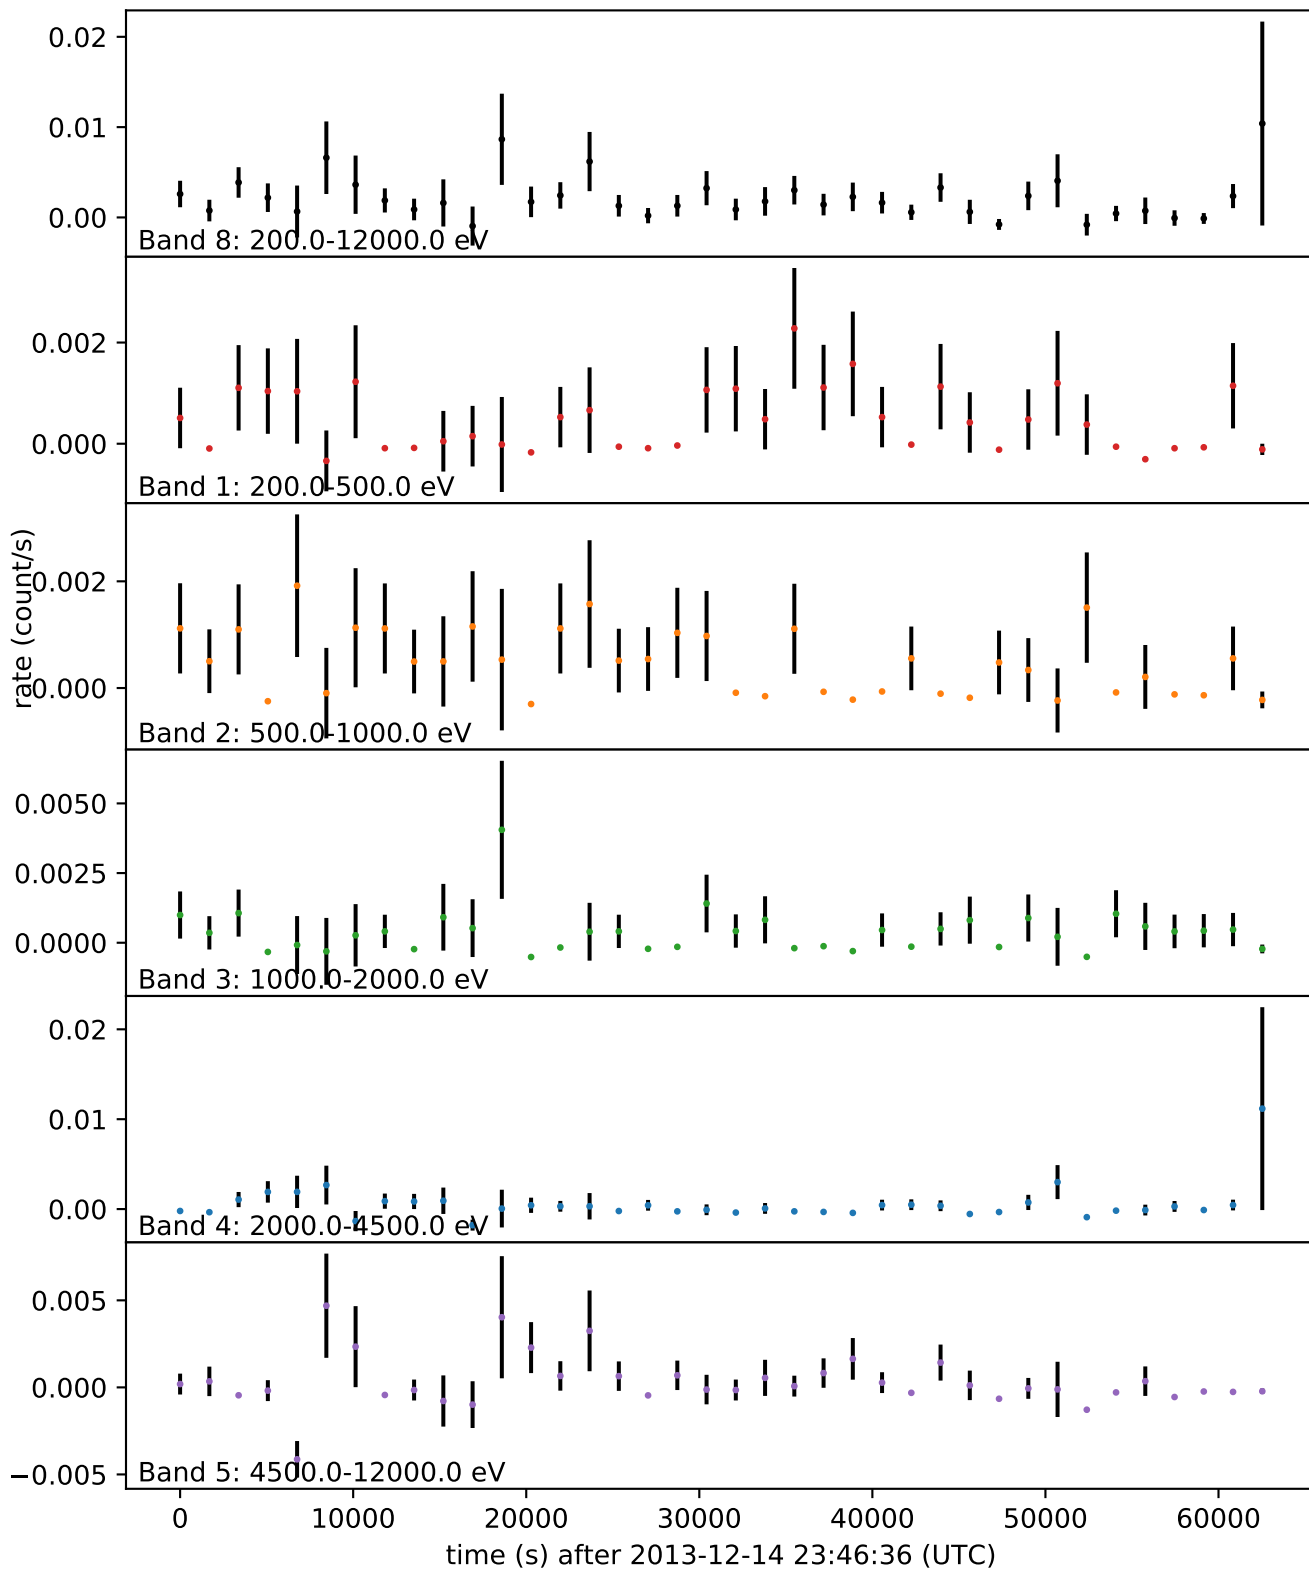 0.02
0.01
0.00
Band 8: 200.0-12000.0 eV
0.002
0.000
Band 1: 200.0-500.0 eV
rate (count/s)
0.002
0.000
Band 2: 500.0-1000.0 eV
0.0050
0.0025
0.0000
Band 3: 1000.0-2000.0 eV
0.02
0.01
0.00
Band 4: 2000.0-4500.0 eV
0.005
0.000
−0.005
Band 5: 4500.0-12000.0 eV
0 10000 20000 30000 40000 50000 60000
time (s) after 2013-12-14 23:46:36 (UTC)